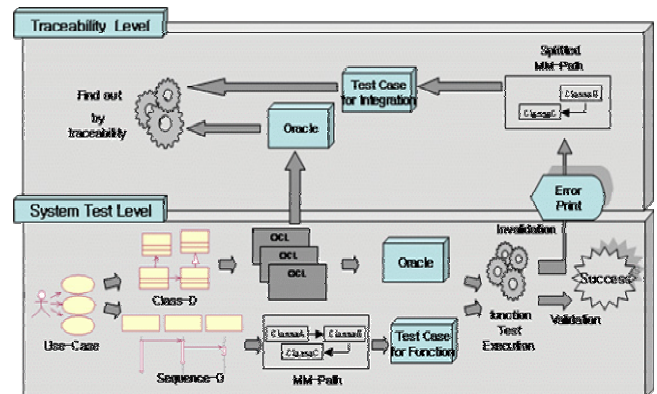 Traceability Level
Splitted
MM-Path
Find out
by
traceability
Test Case
for Integration
ClassB
ClassC
Oracle
Error
Print
System Test Level
Invalidation
OCL
OCL
OCL
Oracle
Success
Class-D
Use-Case
ClassA
ClassB
ClassC
Test Case
for Function
function
Test
Execution
Validation
Sequence-D
MM-Path